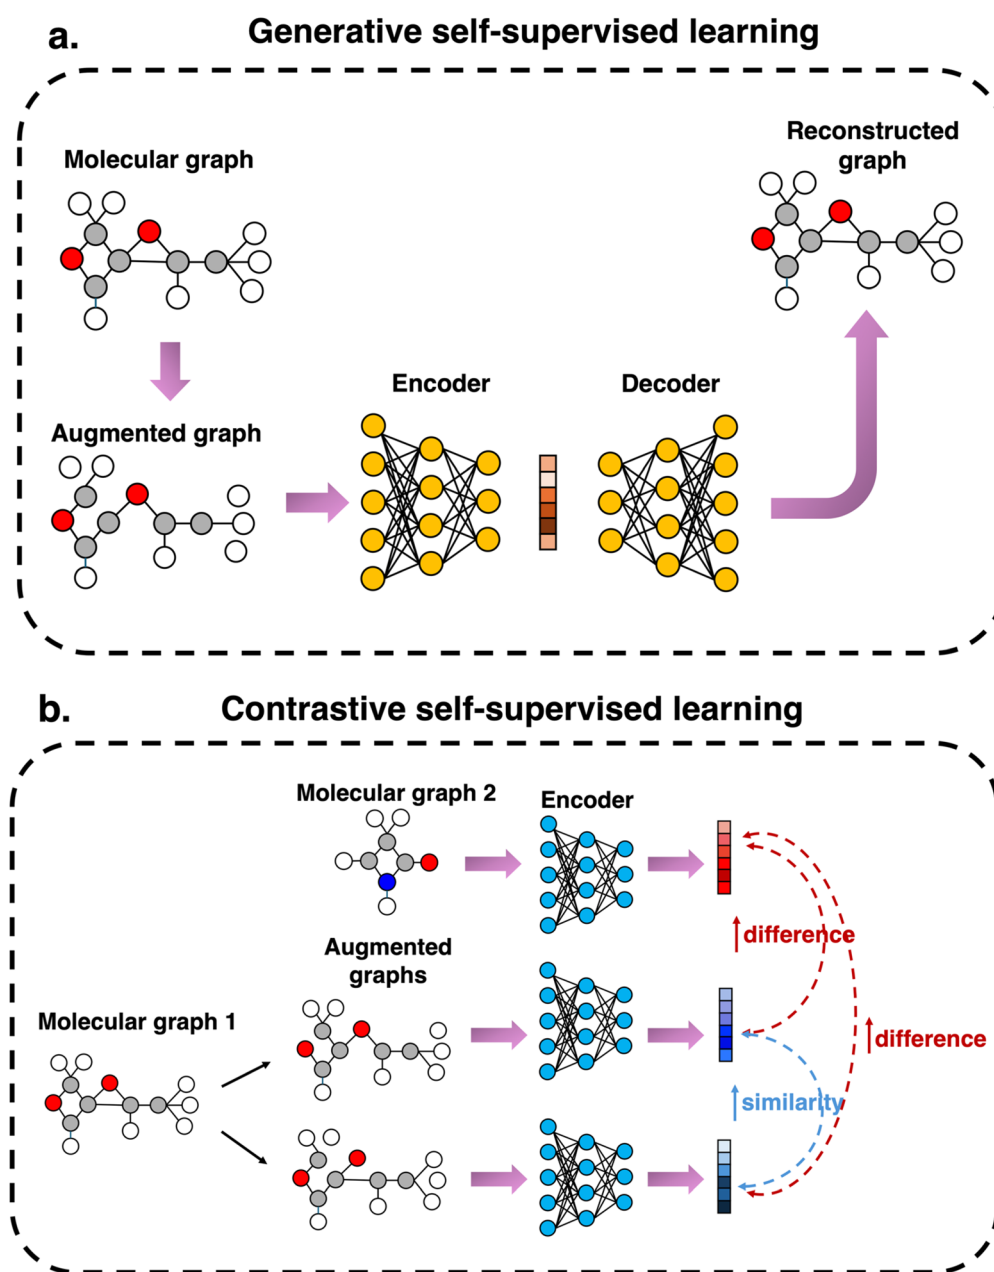 a.
Generative self-supervised learning
Molecular graph
Reconstructed
graph
Encoder
Decoder
Augmented graph
b.
Contrastive self-supervised learning
Molecular graph 2
Encoder
difference
Augmented
graphs
Molecular graph 1
difference
similarity